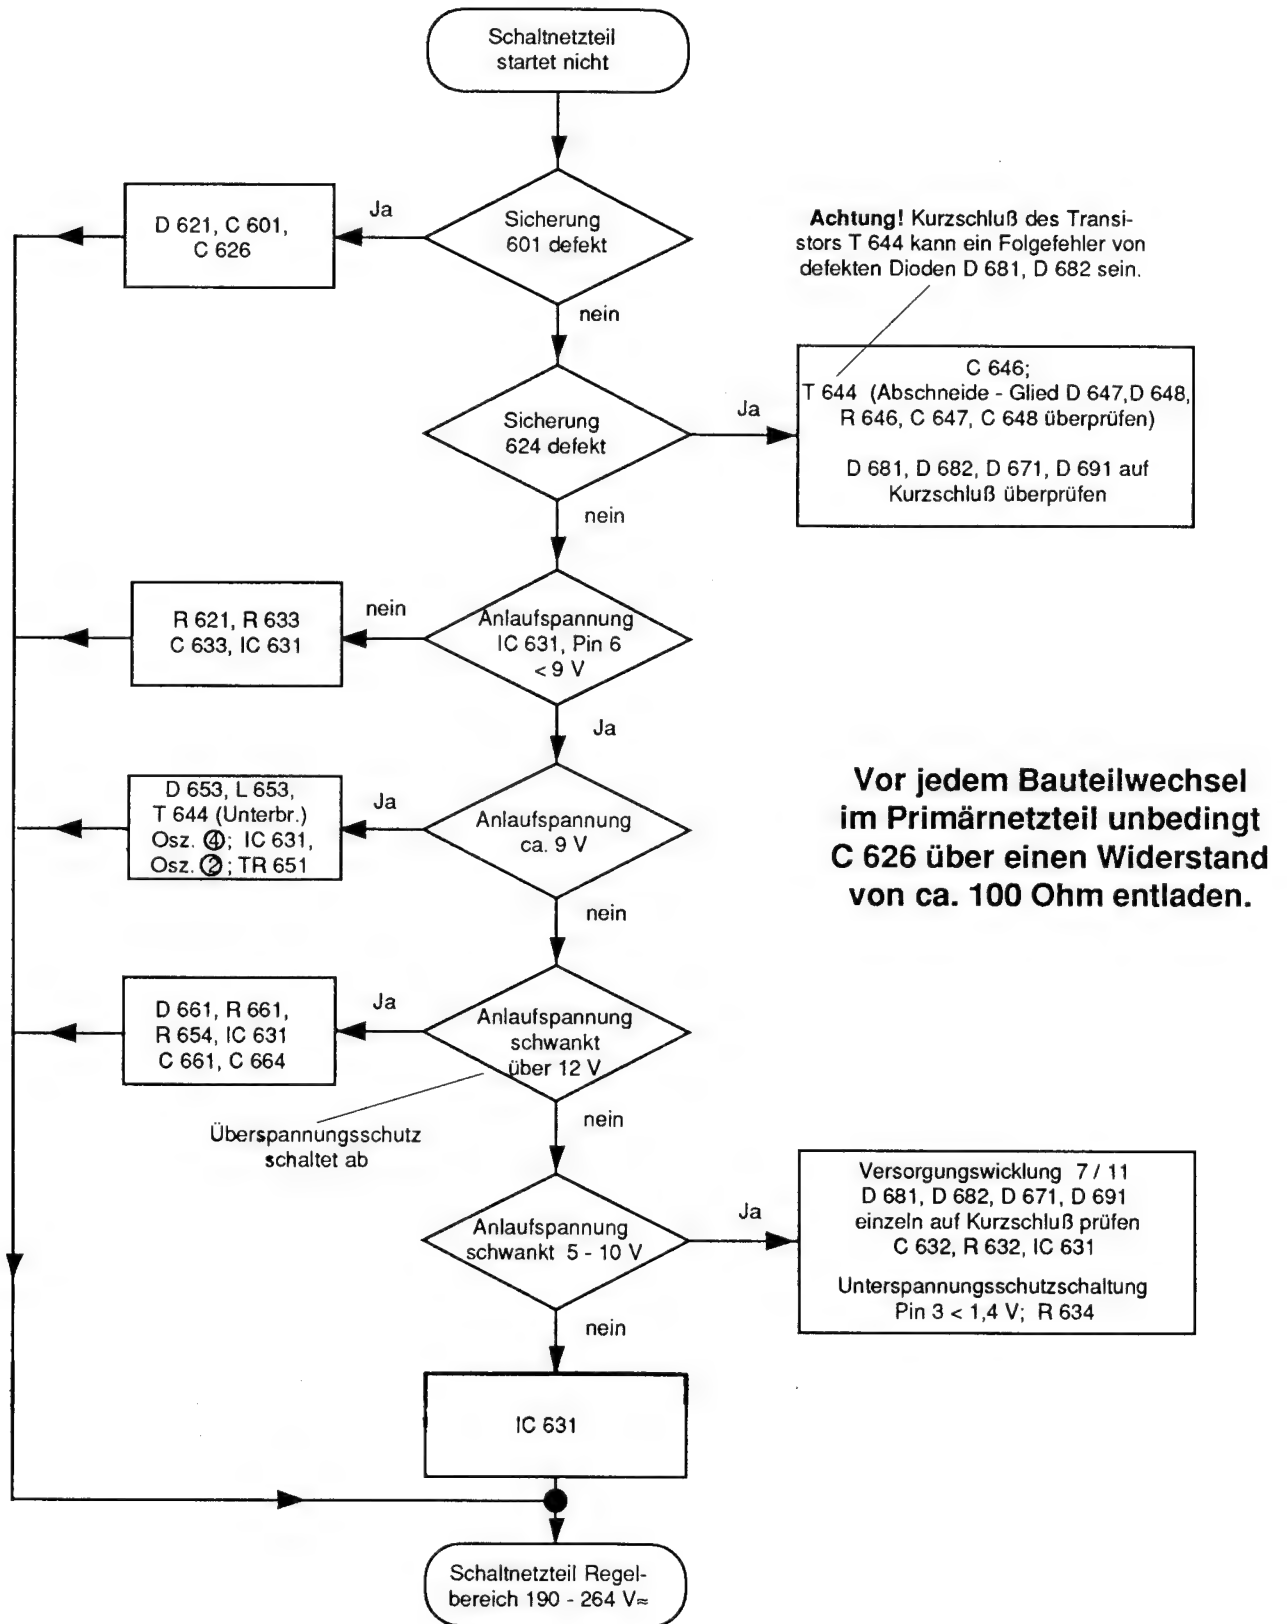 Schaltnetzteil
startet nicht
Ja
D 621, C 601,
C 626
Sicherung
601 defekt
Achtung! Kurzschluß des Transi-
stors T 644 kann ein Folgefehler von
defekten Dioden D 681, D 682 sein.
nein
Sicherung
624 defekt
Ja
C 646;
T 644 (Abschneide - Glied D 647,D 648,
R 646, C 647, C 648 überprüfen)
D 681, D 682, D 671, D 691 auf
Kurzschluß überprüfen
nein
R 621, R 633
C 633, IC 631
nein
Anlaufspannung
IC 631, Pin 6
< 9 V
Ja
D 653, L 653,
T 644 (Unterbr.)
Osz. ④; IC 631,
Osz. ②; TR 651
Ja
Anlaufspannung
ca. 9 V
Vor jedem Bauteilwechsel
im Primärnetzteil unbedingt
C 626 über einen Widerstand
von ca. 100 Ohm entladen.
nein
D 661, R 661,
R 654, IC 631
C 661, C 664
Ja
Anlaufspannung
schwankt
über 12 V
Überspannungsschutz
schaltet ab
nein
Anlaufspannung
schwankt 5 - 10 V
Ja
Versorgungswicklung 7 / 11
D 681, D 682, D 671, D 691
einzeln auf Kurzschluß prüfen
C 632, R 632, IC 631
Unterspannungsschutzschaltung
Pin 3 < 1,4 V; R 634
nein
IC 631
Schaltnetzteil Regel-
bereich 190 - 264 V≂